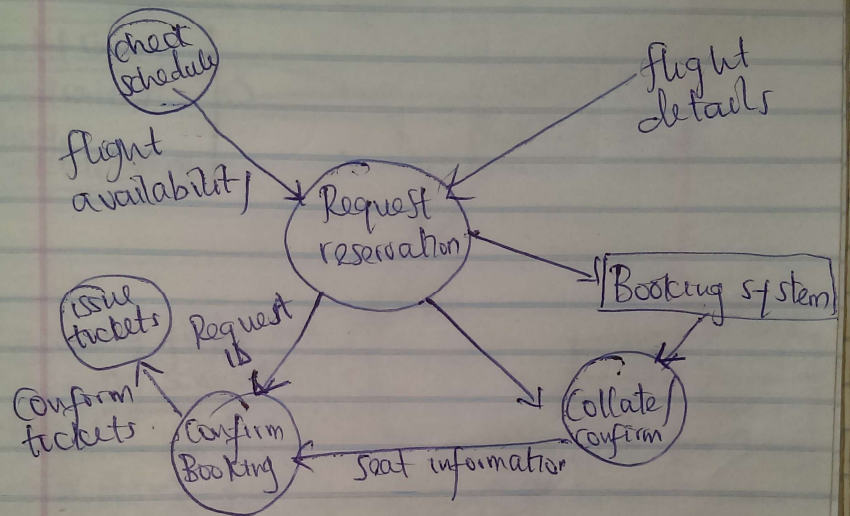 check
schedule
flight
details
flight
availability
Request
reservation
Booking system
issue
tickets
Request
Conform
tickets
Confirm
Booking
Seat information
Collate/
confirm